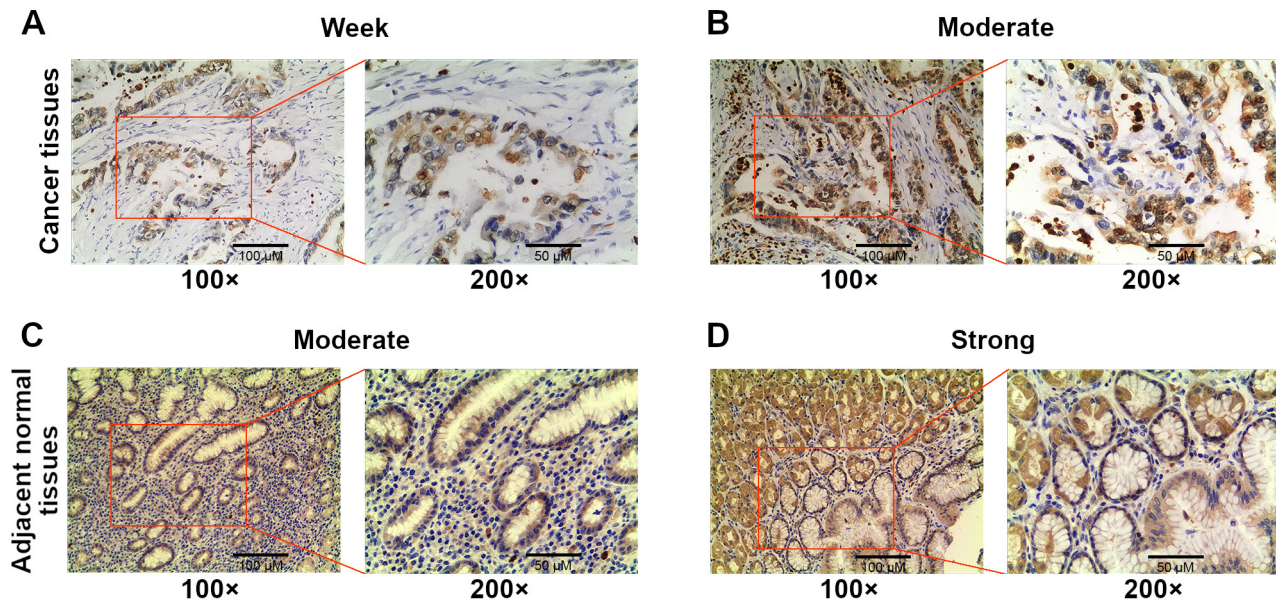 A
Week
B
Moderate
Cancer tissues
100 µM
50 µM
100 µM
50 µM
100×
200×
100×
200×
C
Moderate
D
Strong
Adjacent normal
tissues
100 µM
50 µM
100 µM
50 µM
100×
200×
100×
200×